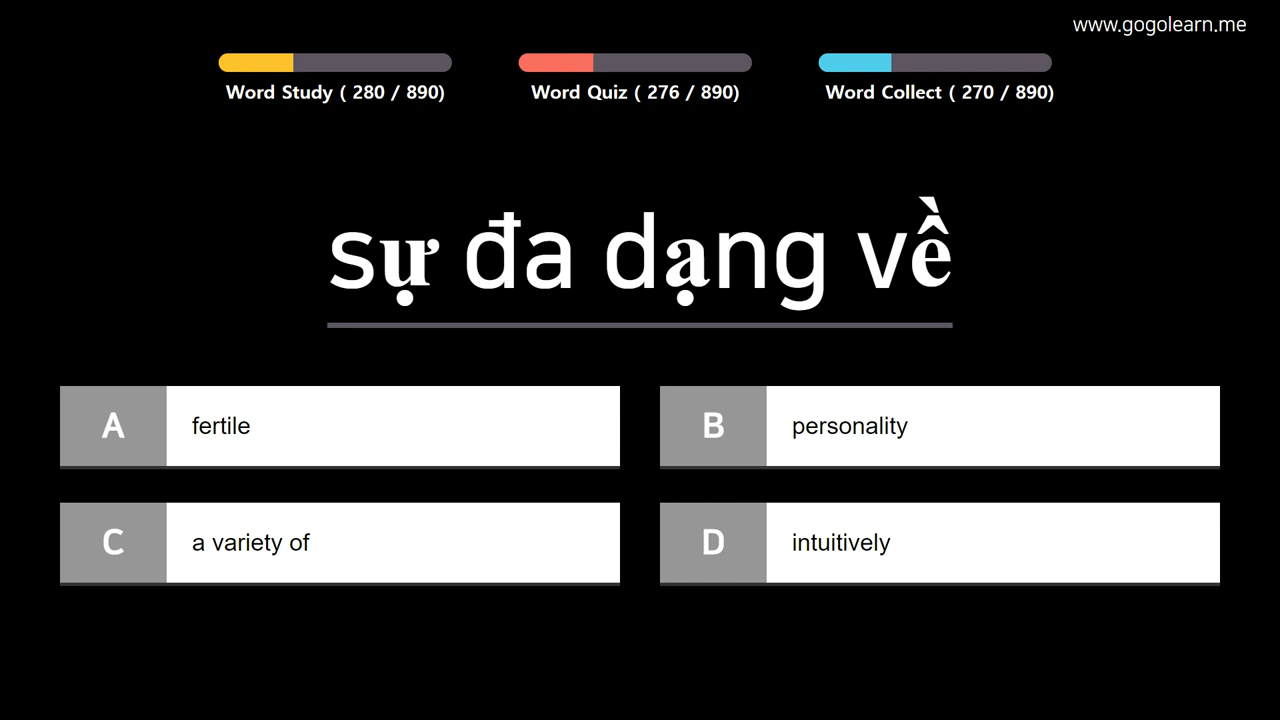 www.gogolearn.me
Word Study ( 280 / 890)
Word Quiz ( 276 / 890)
Word Collect ( 270 / 890)
sự đa dạng về
A fertile
B personality
C a variety of
D intuitively